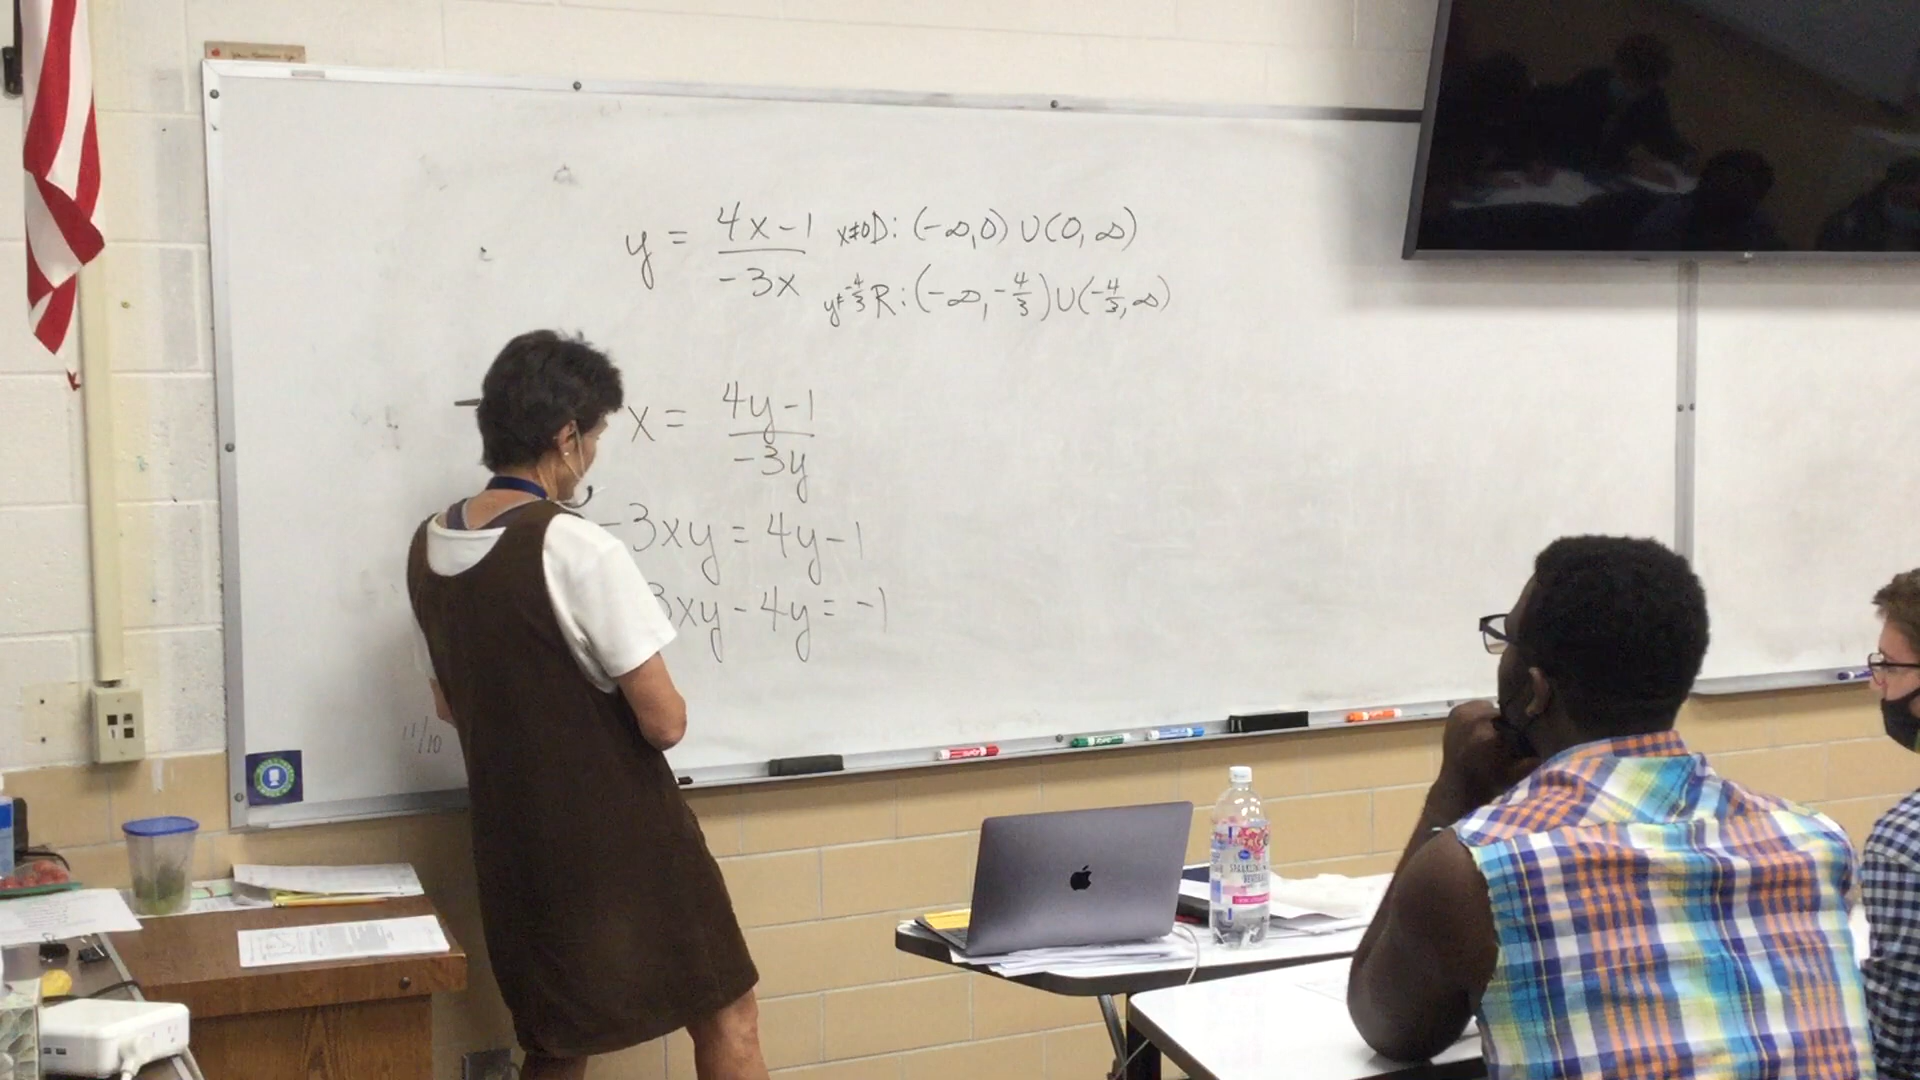 y = (4x-1)/(-3x) x≠0 D: (-∞,0) ∪ (0,∞)
y≠-4/3 R: (-∞,-4/3) ∪ (-4/3,∞)
x = (4y-1)/(-3y)
-3xy = 4y-1
3xy - 4y = -1
11/10